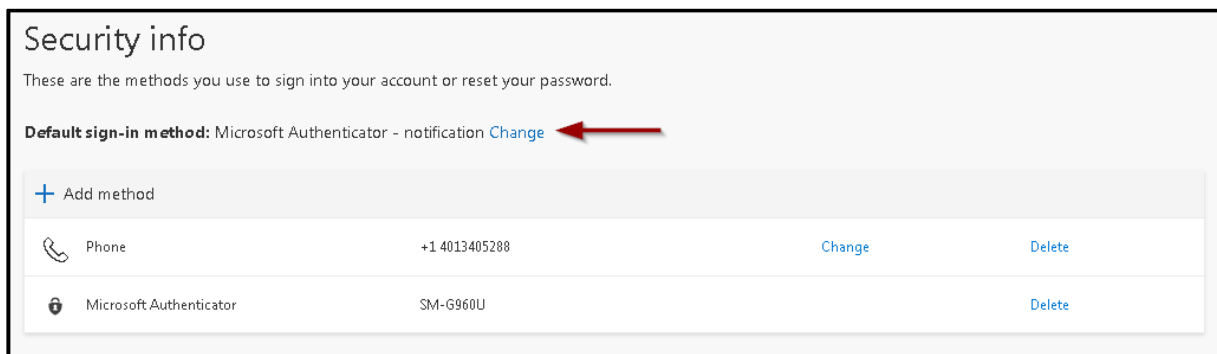 Security info
These are the methods you use to sign into your account or reset your password.
Default sign-in method: Microsoft Authenticator - notification Change
Add method
Phone +1 4013405288 Change Delete
Microsoft Authenticator SM-G960U Delete